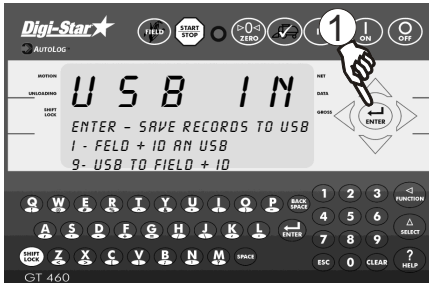 Digi-Star
AUTOLOG
FIELD
START STOP
ZERO
ON
OFF
1
MOTION
UNLOADING
SHIFT LOCK
NET
DATA
GROSS
USB IN
ENTER - SAVE RECORDS TO USB
1 - FELD + ID AN USB
9- USB TO FIELD + ID
ENTER
Q W E R T Y U I O P BACK SPACE
A S D F G H J K L ENTER
SHIFT LOCK Z X C V B N M SPACE
1 2 3 FUNCTION
4 5 6 SELECT
7 8 9
ESC 0 CLEAR ? HELP
GT 460